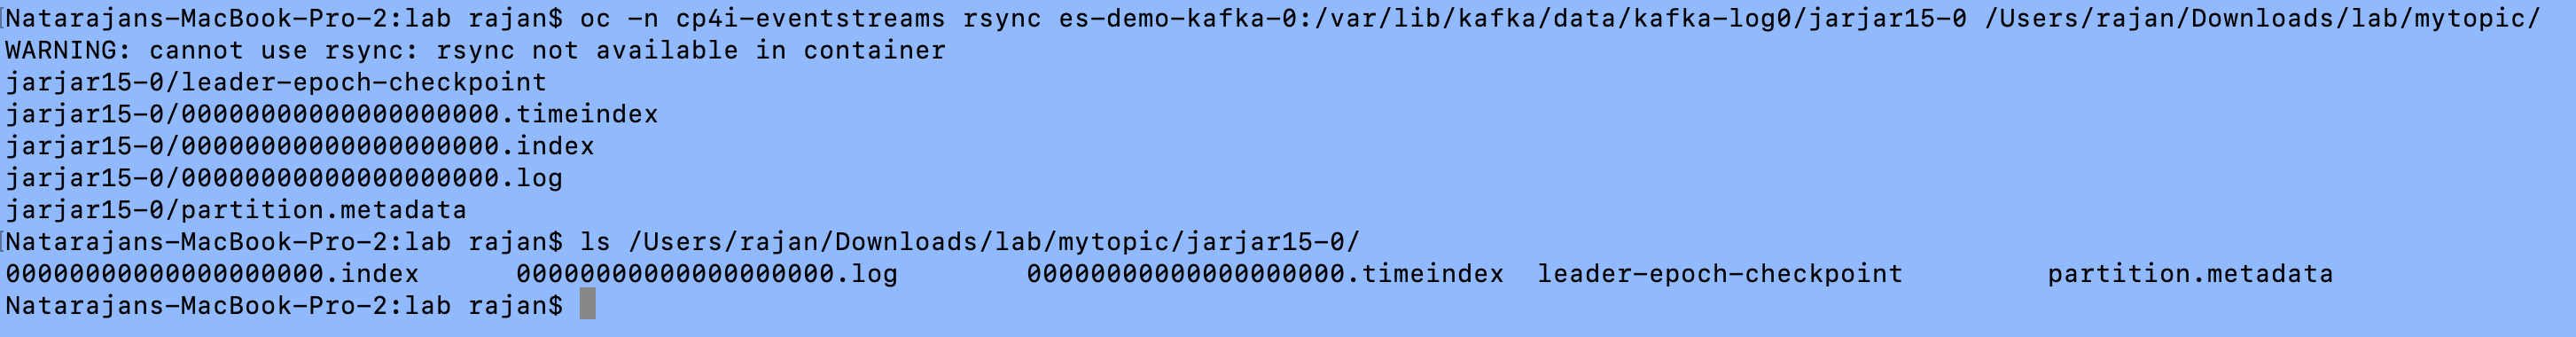 [Natarajans-MacBook-Pro-2:lab rajan$ oc -n cp4i-eventstreams rsync es-demo-kafka-0:/var/lib/kafka/data/kafka-log0/jarjar15-0 /Users/rajan/Downloads/lab/mytopic/
WARNING: cannot use rsync: rsync not available in container
jarjar15-0/leader-epoch-checkpoint
jarjar15-0/00000000000000000000.timeindex
jarjar15-0/00000000000000000000.index
jarjar15-0/00000000000000000000.log
jarjar15-0/partition.metadata
[Natarajans-MacBook-Pro-2:lab rajan$ ls /Users/rajan/Downloads/lab/mytopic/jarjar15-0/
00000000000000000000.index 00000000000000000000.log 00000000000000000000.timeindex leader-epoch-checkpoint partition.metadata
Natarajans-MacBook-Pro-2:lab rajan$